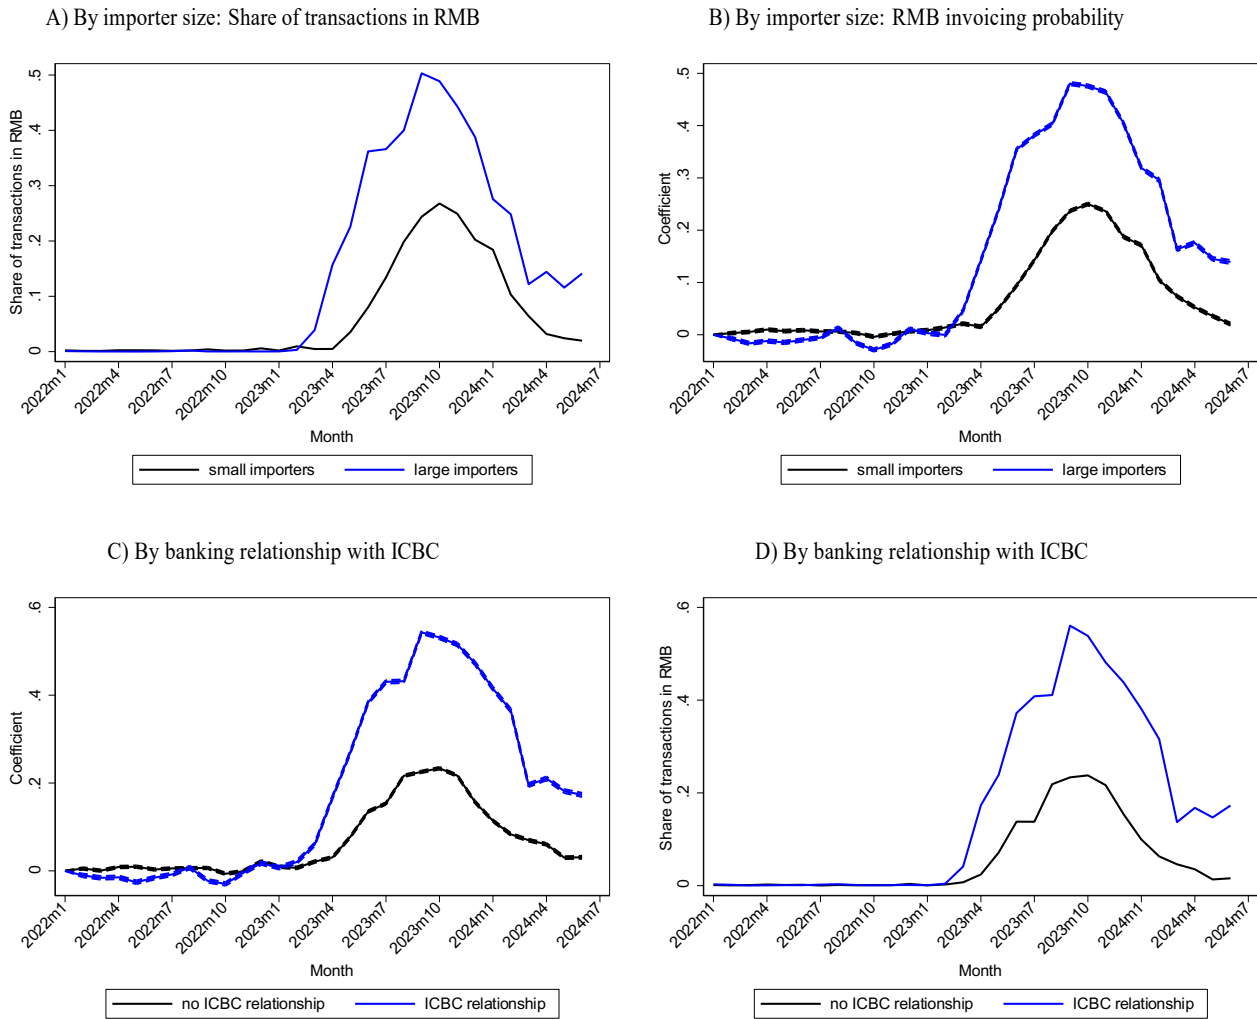 A) By importer size: Share of transactions in RMB
Share of transactions in RMB
.5
.4
.3
.2
.1
0
2022m1
2022m4
2022m7
2022m10
2023m1
2023m4
2023m7
2023m10
2024m1
2024m4
2024m7
Month
small importers
large importers
B) By importer size: RMB invoicing probability
Coefficient
.5
.4
.3
.2
.1
0
2022m1
2022m4
2022m7
2022m10
2023m1
2023m4
2023m7
2023m10
2024m1
2024m4
2024m7
Month
small importers
large importers
C) By banking relationship with ICBC
Coefficient
.6
.4
.2
0
2022m1
2022m4
2022m7
2022m10
2023m1
2023m4
2023m7
2023m10
2024m1
2024m4
2024m7
Month
no ICBC relationship
ICBC relationship
D) By banking relationship with ICBC
Share of transactions in RMB
.6
.4
.2
0
2022m1
2022m4
2022m7
2022m10
2023m1
2023m4
2023m7
2023m10
2024m1
2024m4
2024m7
Month
no ICBC relationship
ICBC relationship